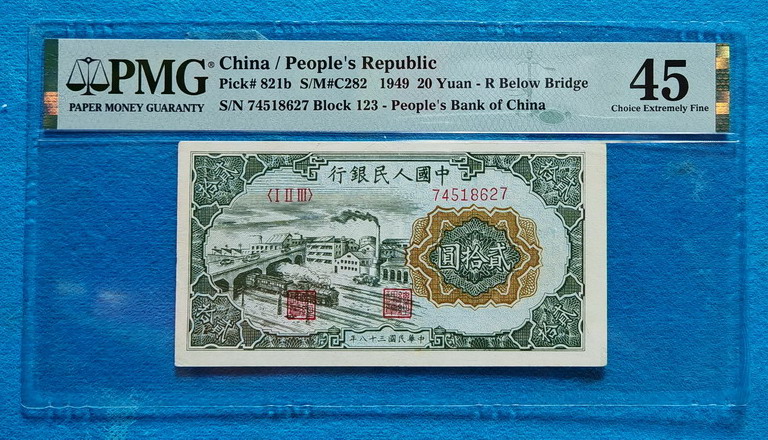 PMG
PAPER MONEY GUARANTY
China / People's Republic
Pick# 821b S/M#C282 1949 20 Yuan - R Below Bridge
S/N 74518627 Block 123 - People's Bank of China
45
Choice Extremely Fine
行銀民人國中
〈I II III〉
74518627
圓拾貳
年八十三國民華中